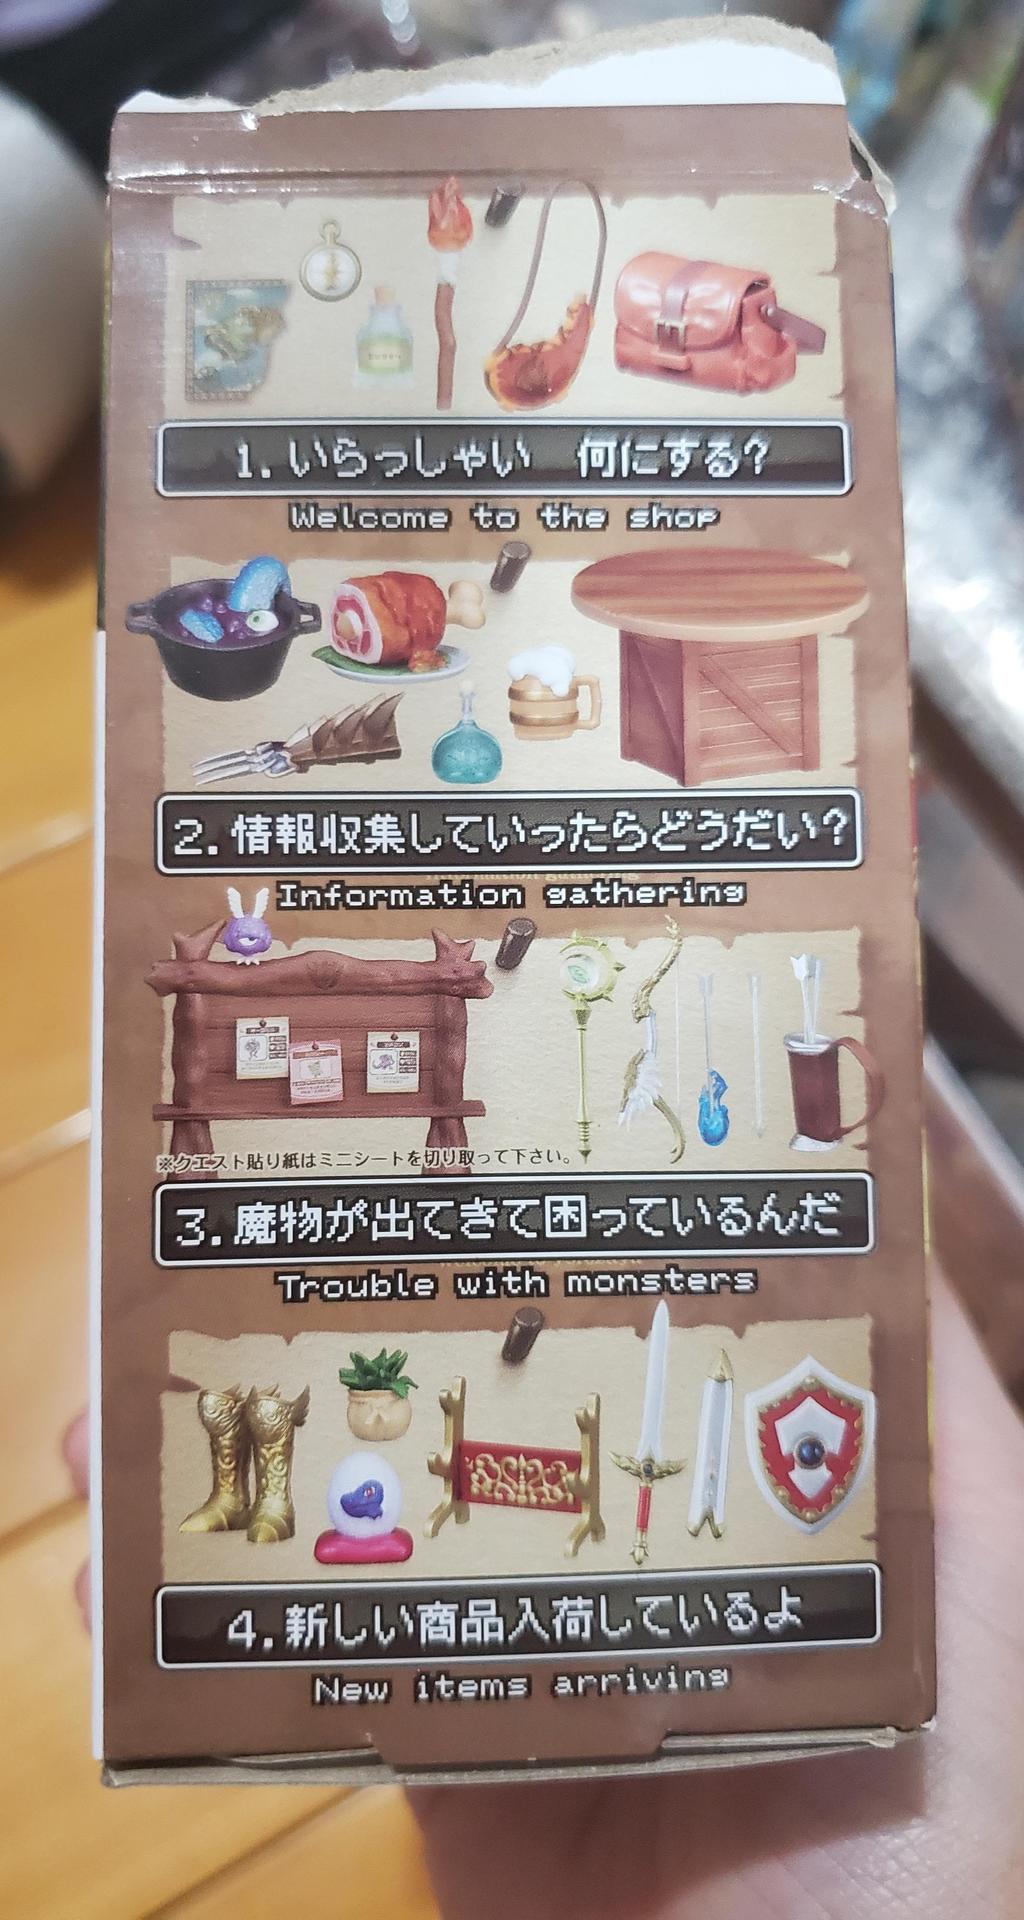 1.いらっしゃい　何にする?
Welcome to the shop
2.情報収集していったらどうだい?
Information gathering
※クエスト貼り紙はミニシートを切り取って下さい。
3.魔物が出てきて困っているんだ
Trouble with monsters
4.新しい商品入荷しているよ
New items arriving